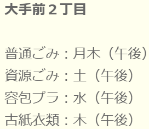 大手前２丁目
普通ごみ：月木（午後）
資源ごみ：土（午後）
容包プラ：水（午後）
古紙衣類：木（午後）